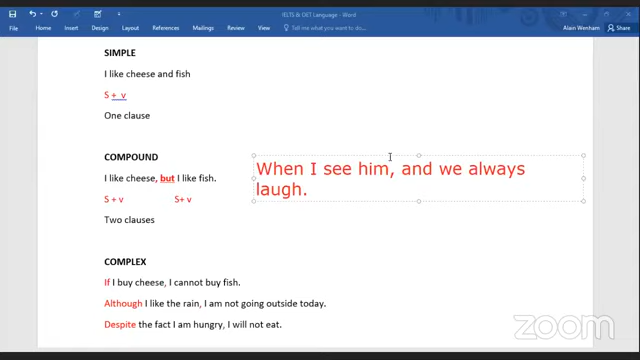 IELTS & OET Language - Word
Alain Wenham
Share
File
Home
Insert
Design
Layout
References
Mailings
Review
View
Tell me what you want to do...
SIMPLE
I like cheese and fish
S + v
One clause
COMPOUND
I like cheese, but I like fish.
S + v S+ v
Two clauses
When I see him, and we always
laugh.
COMPLEX
If I buy cheese, I cannot buy fish.
Although I like the rain, I am not going outside today.
Despite the fact I am hungry, I will not eat.
zoom